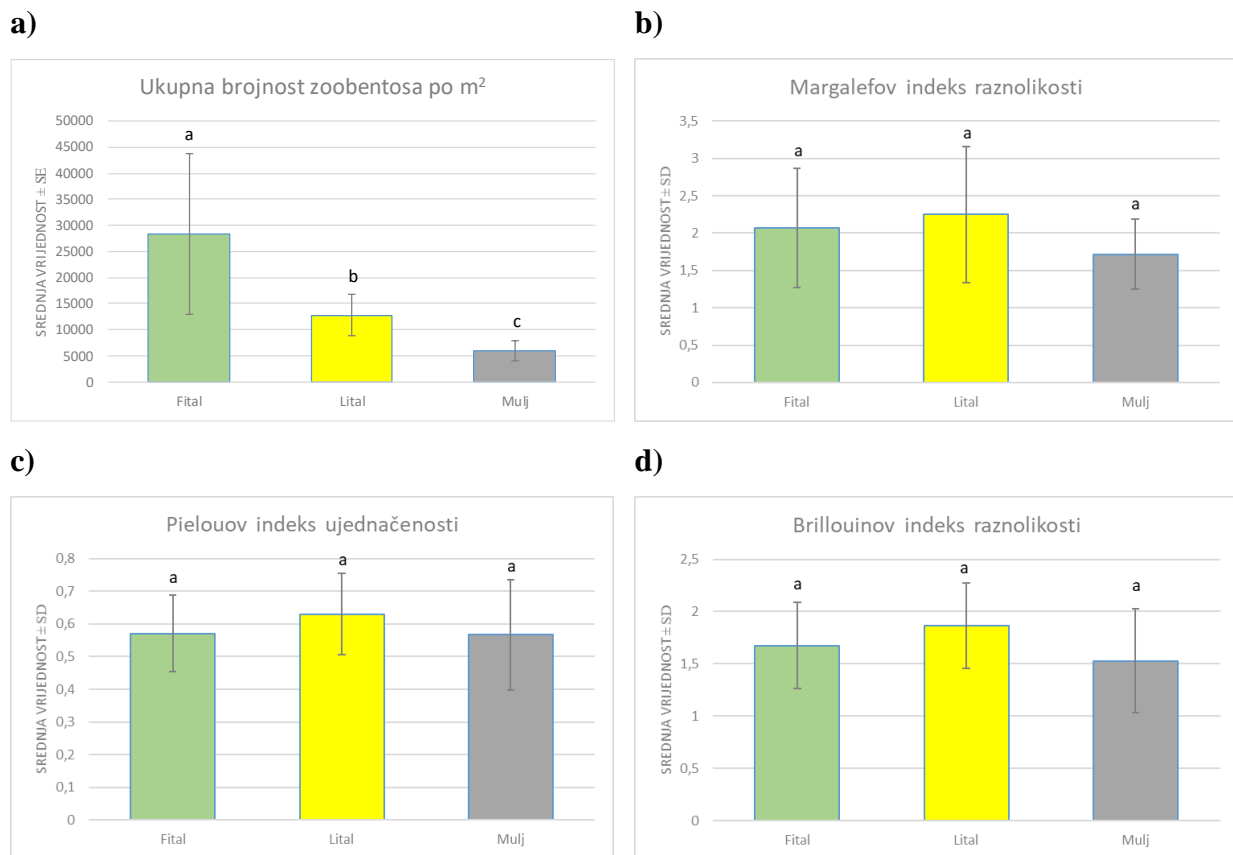 a)
Ukupna brojnost zoobentosa po m²
SREDNJA VRIJEDNOST ± SE
50000
45000
40000
35000
30000
25000
20000
15000
10000
5000
0
a
b
c
Fital Lital Mulj
b)
Margalefov indeks raznolikosti
SREDNJA VRIJEDNOST ± SD
3,5
3
2,5
2
1,5
1
0,5
0
a
a
a
Fital Lital Mulj
c)
Pielouov indeks ujednačenosti
SREDNJA VRIJEDNOST ± SD
0,8
0,7
0,6
0,5
0,4
0,3
0,2
0,1
0
a
a
a
Fital Lital Mulj
d)
Brillouinov indeks raznolikosti
SREDNJA VRIJEDNOST ± SD
2,5
2
1,5
1
0,5
0
a
a
a
Fital Lital Mulj